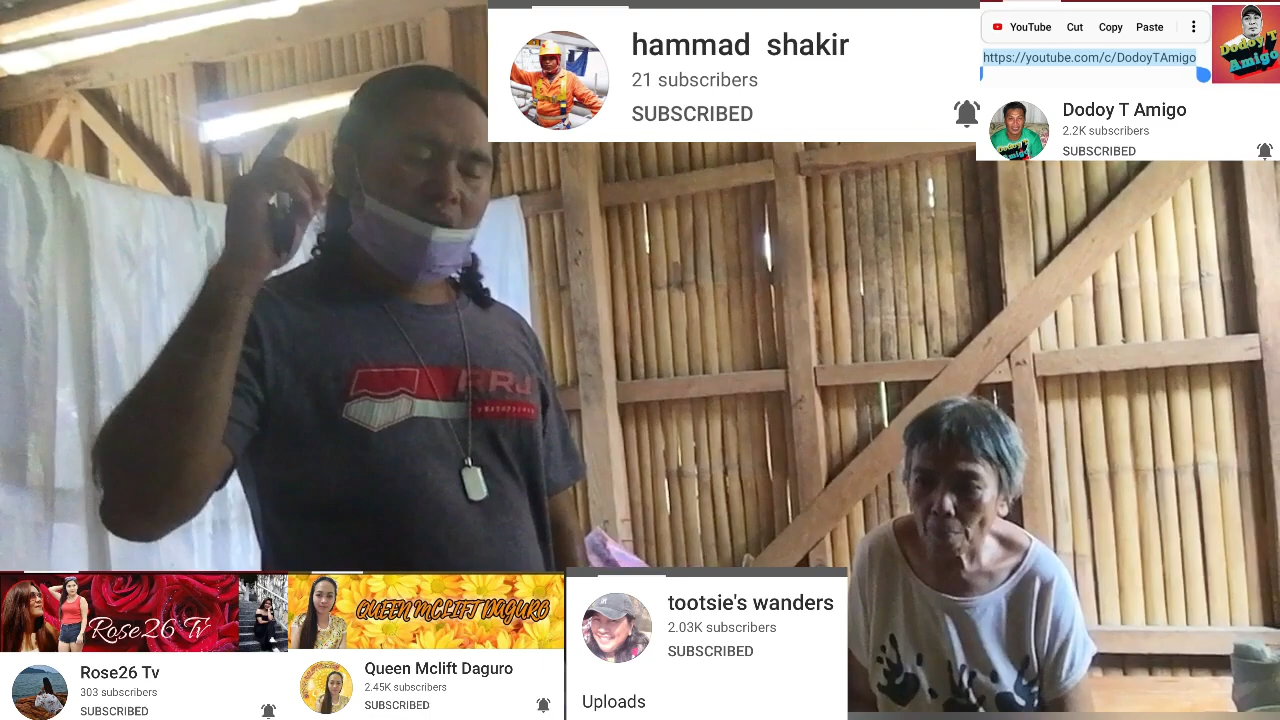 hammad shakir
21 subscribers
SUBSCRIBED
YouTube Cut Copy Paste
https://youtube.com/c/DodoyTAmigo
Dodoy T
Amigo
Dodoy T Amigo
2.2K subscribers
SUBSCRIBED
Rose26 Tv
Rose26 Tv
303 subscribers
SUBSCRIBED
QUEEN MCLIFT DAGURO
Queen Mclift Daguro
2.45K subscribers
SUBSCRIBED
tootsie's wanders
2.03K subscribers
SUBSCRIBED
Uploads